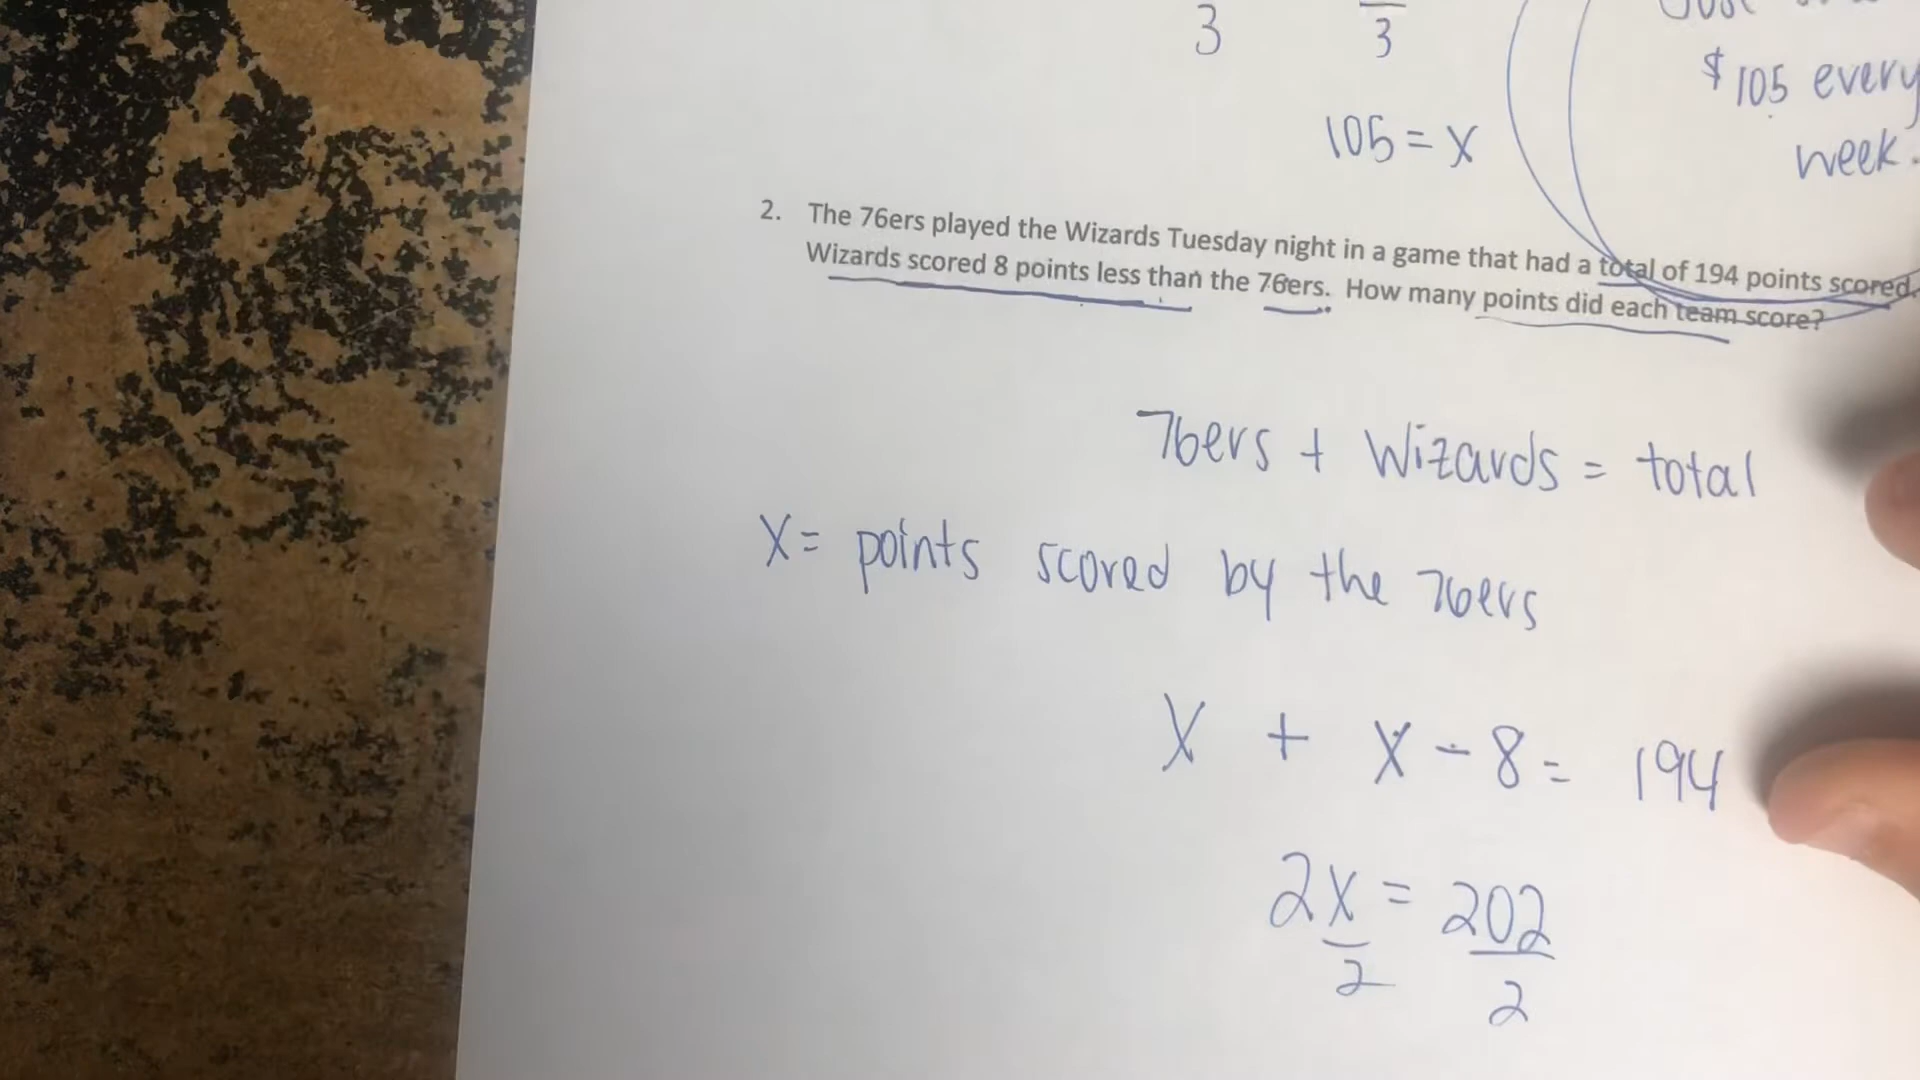 3 3
$105 every
105 = x
week.
2. The 76ers played the Wizards Tuesday night in a game that had a total of 194 points scored.
Wizards scored 8 points less than the 76ers. How many points did each team score?
76ers + Wizards = total
X = points scored by the 76ers
X + X - 8 = 194
2x = 202
2 2